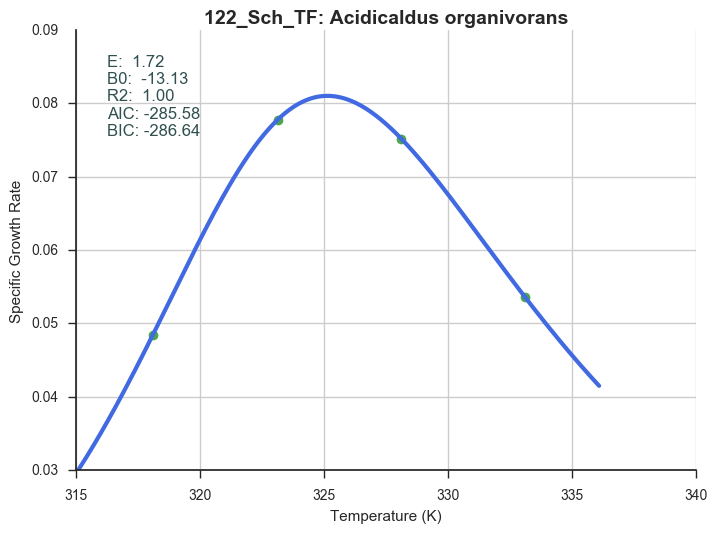 122_Sch_TF: Acidicaldus organivorans
E:  1.72
B0:  -13.13
R2:  1.00
AIC: -285.58
BIC: -286.64
Specific Growth Rate
0.09
0.08
0.07
0.06
0.05
0.04
0.03
315 320 325 330 335 340
Temperature (K)